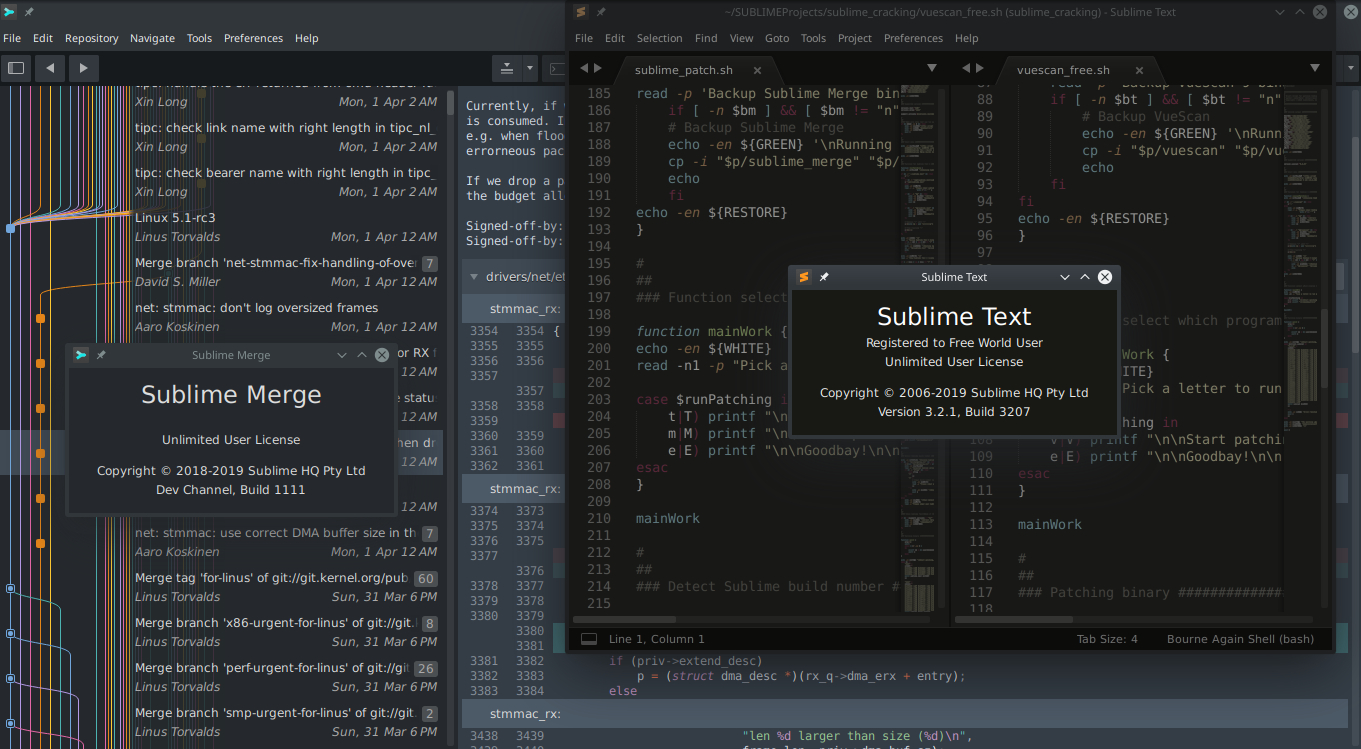 File Edit Repository Navigate Tools Preferences Help
Xin Long Mon, 1 Apr 2 AM
tipc: check link name with right length in tipc_nl_
Xin Long Mon, 1 Apr 2 AM
tipc: check bearer name with right length in tipc_
Xin Long Mon, 1 Apr 2 AM
Linux 5.1-rc3
Linus Torvalds Mon, 1 Apr 12 AM
Merge branch 'net-stmmac-fix-handling-of-over 7
David S. Miller Mon, 1 Apr 12 AM
net: stmmac: don't log oversized frames
Aaro Koskinen Mon, 1 Apr 12 AM
or RX f
12 AM
e statu
12 AM
hen dr
12 AM
12 AM
net: stmmac: use correct DMA buffer size in th 7
Aaro Koskinen Mon, 1 Apr 12 AM
Merge tag 'for-linus' of git://git.kernel.org/pub 60
Linus Torvalds Sun, 31 Mar 6 PM
Merge branch 'x86-urgent-for-linus' of git://git. 8
Linus Torvalds Sun, 31 Mar 6 PM
Merge branch 'perf-urgent-for-linus' of git://git 26
Linus Torvalds Sun, 31 Mar 6 PM
Merge branch 'smp-urgent-for-linus' of git://git. 2
Linus Torvalds Sun, 31 Mar 6 PM
Sublime Merge
Sublime Merge
Unlimited User License
Copyright © 2018-2019 Sublime HQ Pty Ltd
Dev Channel, Build 1111
Currently, if
is consumed. I
e.g. when floo
errorneous pac
If we drop a p
the budget all
Signed-off-by:
Signed-off-by:
drivers/net/et
stmmac_rx:
3354 3354 {
3355 3355
3356 3356
3357
3357
3358 3358
3359
3360 3359
3361 3360
3362 3361
stmmac_rx:
3374 3373
3375 3374
3376 3375
3377
3376
3378 3377
3379 3378
3380 3379
3380
3381
3381 3382 if (priv->extend_desc)
3382 3383 p = (struct dma_desc *)(rx_q->dma_erx + entry);
3383 3384 else
stmmac_rx:
3438 3439 "len %d larger than size (%d)\n",
~/SUBLIMEProjects/sublime_cracking/vuescan_free.sh (sublime_cracking) - Sublime Text
File Edit Selection Find View Goto Tools Project Preferences Help
sublime_patch.sh
185 read -p 'Backup Sublime Merge bin
186 if [ -n $bm ] && [ $bm != "n"
187 # Backup Sublime Merge
188 echo -en ${GREEN} '\nRunning
189 cp -i "$p/sublime_merge" "$p/
190 echo
191 fi
192 echo -en ${RESTORE}
193 }
194
195 #
196 ##
197 ### Function select
198
199 function mainWork {
200 echo -en ${WHITE}
201 read -n1 -p "Pick a
202
203 case $runPatching i
204 t|T) printf "\n
205 m|M) printf "\n
206 e|E) printf "\n\nGoodbay!\n\n
207 esac
208 }
209
210 mainWork
211
212 #
213 ##
214 ### Detect Sublime build number #
215
vuescan_free.sh
88 if [ -n $bt ] && [ $bt != "n"
89 # Backup VueScan
90 echo -en ${GREEN} '\nRunn
91 cp -i "$p/vuescan" "$p/vu
92 echo
93 fi
94 fi
95 echo -en ${RESTORE}
96 }
97
select which program
Work {
ITE}
Pick a letter to run
hing in
108 v|V) printf "\n\nStart patchi
109 e|E) printf "\n\nGoodbay!\n\n
110 esac
111 }
112
113 mainWork
114
115 #
116 ##
117 ### Patching binary #############
118
Sublime Text
Sublime Text
Registered to Free World User
Unlimited User License
Copyright © 2006-2019 Sublime HQ Pty Ltd
Version 3.2.1, Build 3207
Line 1, Column 1 Tab Size: 4 Bourne Again Shell (bash)